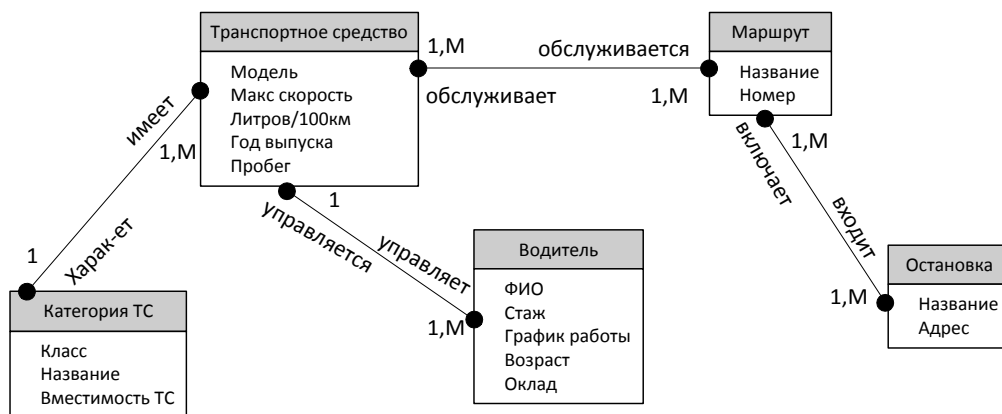 Транспортное средство
Модель
Макс скорость
Литров/100км
Год выпуска
Пробег
1,М
обслуживается
обслуживает
1,М
Маршрут
Название
Номер
имеет
1,М
1
Харак-ет
Категория ТС
Класс
Название
Вместимость ТС
1
управляется
управляет
1,М
Водитель
ФИО
Стаж
График работы
Возраст
Оклад
1,М
включает
входит
1,М
Остановка
Название
Адрес